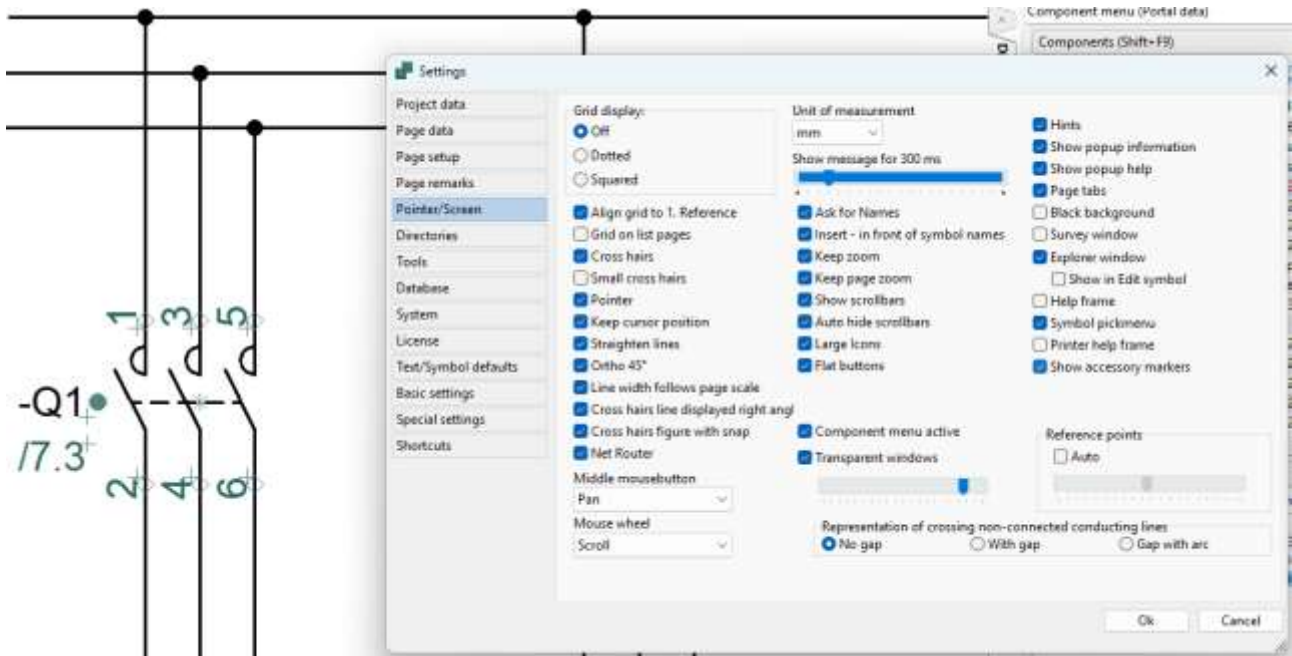 Component menu (Portal data)
Components (Shift+F9)
Settings
Project data
Page data
Page setup
Page remarks
Pointer/Screen
Directories
Tools
Database
System
License
Text/Symbol defaults
Basic settings
Special settings
Shortcuts
Grid display:
Off
Dotted
Squared
Align grid to 1. Reference
Grid on list pages
Cross hairs
Small cross hairs
Pointer
Keep cursor position
Straighten lines
Ortho 45°
Line width follows page scale
Cross hairs line displayed right angl
Cross hairs figure with snap
Net Router
Middle mousebutton
Pan
Mouse wheel
Scroll
Unit of measurement
mm
Show message for 300 ms
Ask for Names
Insert - in front of symbol names
Keep zoom
Keep page zoom
Show scrollbars
Auto hide scrollbars
Large Icons
Flat buttons
Component menu active
Transparent windows
Hints
Show popup information
Show popup help
Page tabs
Black background
Survey window
Explorer window
Show in Edit symbol
Help frame
Symbol pickmenu
Printer help frame
Show accessory markers
Reference points
Auto
Representation of crossing non-connected conducting lines
No gap
With gap
Gap with arc
Ok
Cancel
1 3 5
-Q1
/7.3
2 4 6